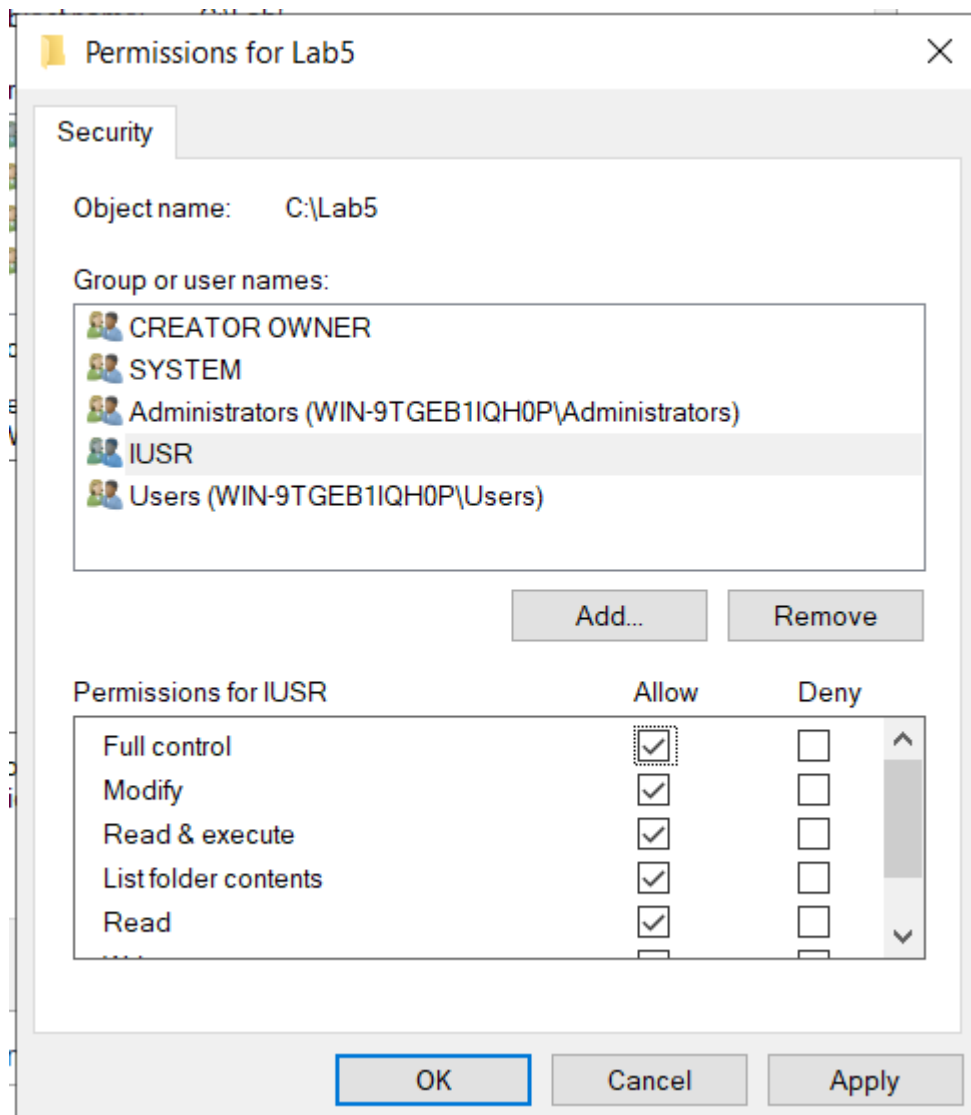 Permissions for Lab5
Security
Object name: C:\Lab5
Group or user names:
CREATOR OWNER
SYSTEM
Administrators (WIN-9TGEB1IQH0P\Administrators)
IUSR
Users (WIN-9TGEB1IQH0P\Users)
Add... Remove
Permissions for IUSR Allow Deny
Full control
Modify
Read & execute
List folder contents
Read
OK Cancel Apply